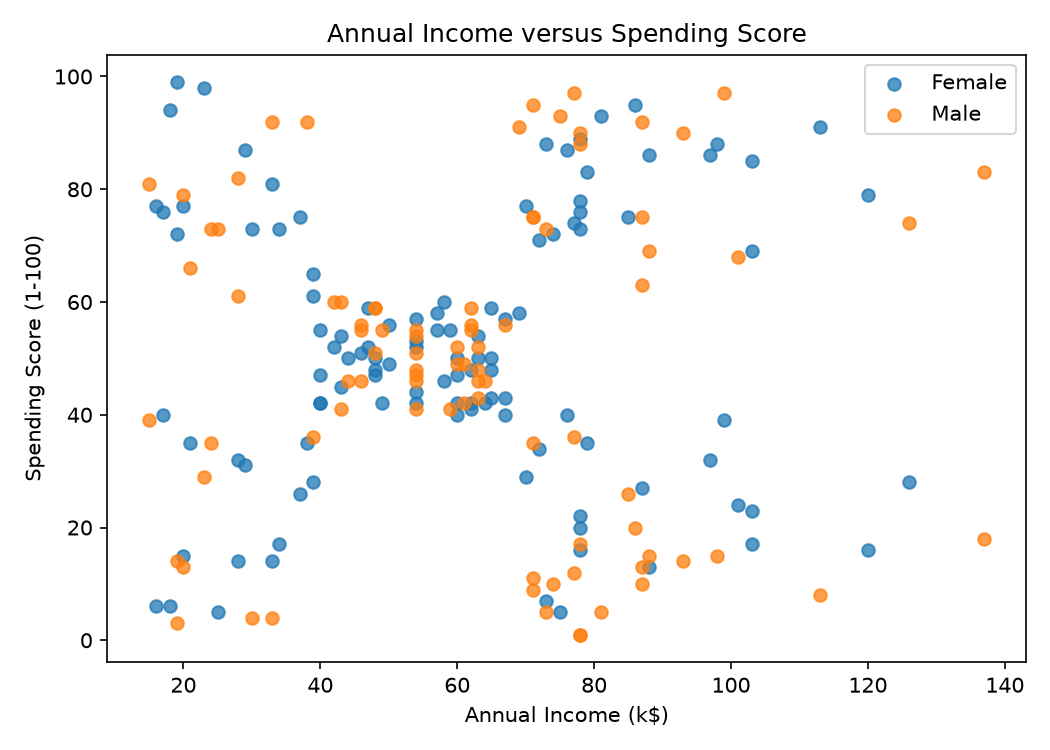 Annual Income versus Spending Score
Female
Male
100
80
60
40
20
0
Spending Score (1-100)
20 40 60 80 100 120 140
Annual Income (k$)